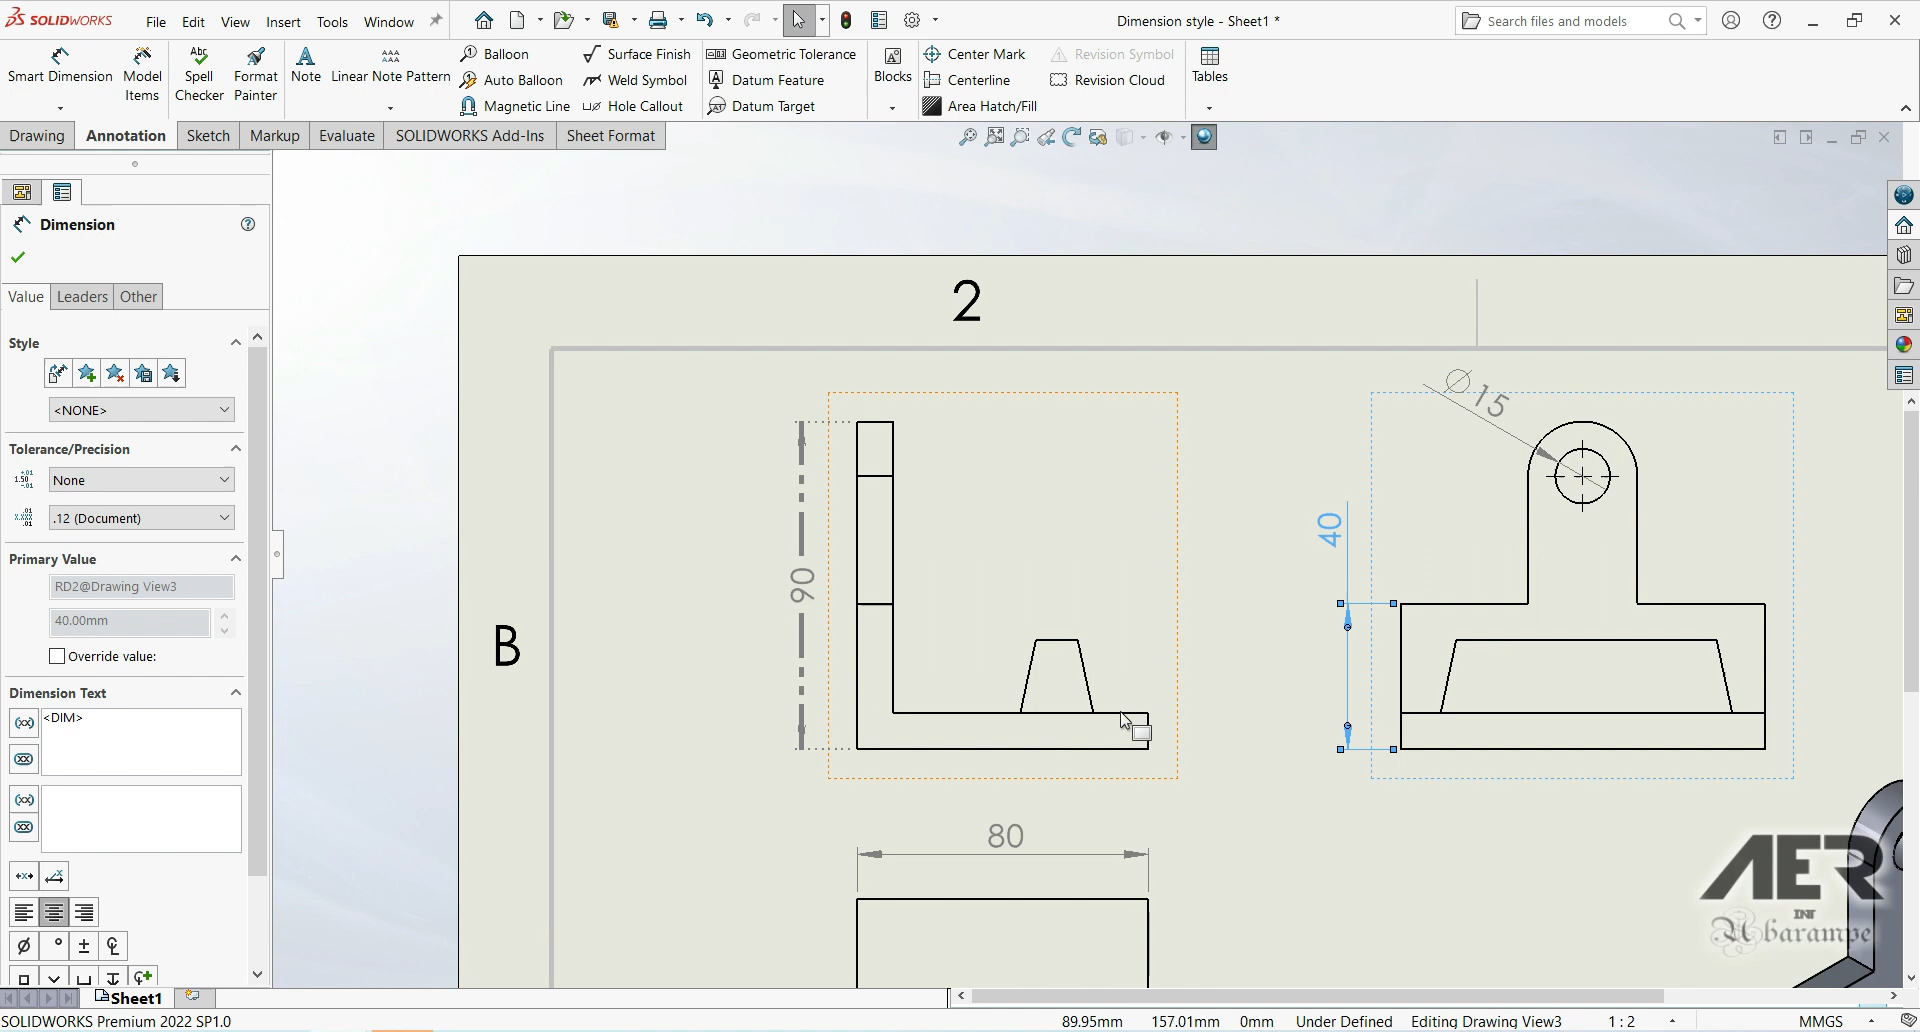 SOLIDWORKS File Edit View Insert Tools Window Dimension style - Sheet1 * Search files and models
Smart Dimension
Model Items
Spell Checker
Format Painter
Note
Linear Note Pattern
Balloon
Auto Balloon
Magnetic Line
Surface Finish
Weld Symbol
Hole Callout
Geometric Tolerance
Datum Feature
Datum Target
Blocks
Center Mark
Centerline
Area Hatch/Fill
Revision Symbol
Revision Cloud
Tables
Drawing Annotation Sketch Markup Evaluate SOLIDWORKS Add-Ins Sheet Format
Dimension
Value Leaders Other
Style
<NONE>
Tolerance/Precision
None
.12 (Document)
Primary Value
RD2@Drawing View3
40.00mm
Override value:
Dimension Text
<DIM>
2
B
90
80
40
∅15
AER
INT
Abarampe
Sheet1
SOLIDWORKS Premium 2022 SP1.0 89.95mm 157.01mm 0mm Under Defined Editing Drawing View3 1 : 2 MMGS